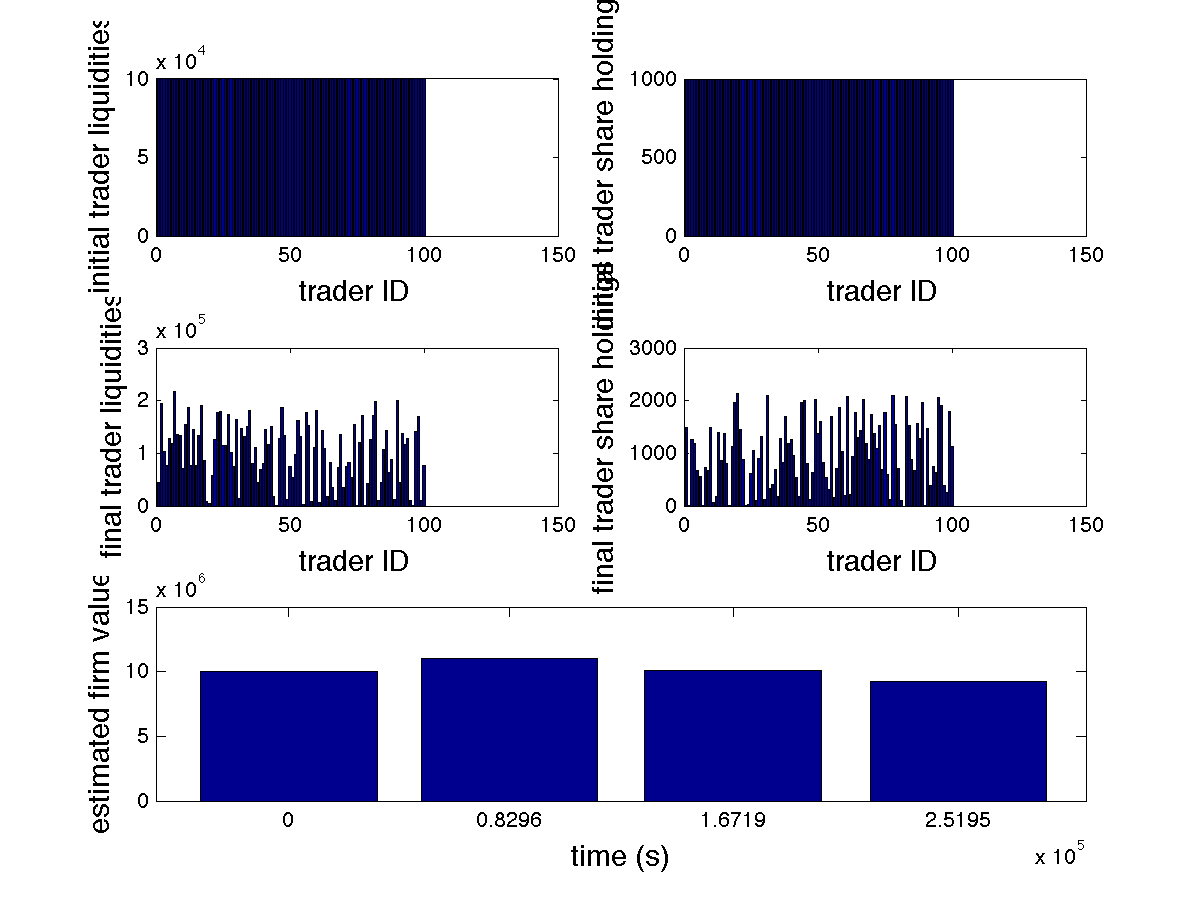 initial trader liquidities
x 10^4
10
5
0
0 50 100 150
trader ID
trader share holding
1000
500
0
0 50 100 150
trader ID
final trader liquidities
x 10^5
3
2
1
0
0 50 100 150
trader ID
final trader share holdings
3000
2000
1000
0
0 50 100 150
trader ID
estimated firm value
x 10^6
15
10
5
0
0 0.8296 1.6719 2.5195
time (s)
x 10^5